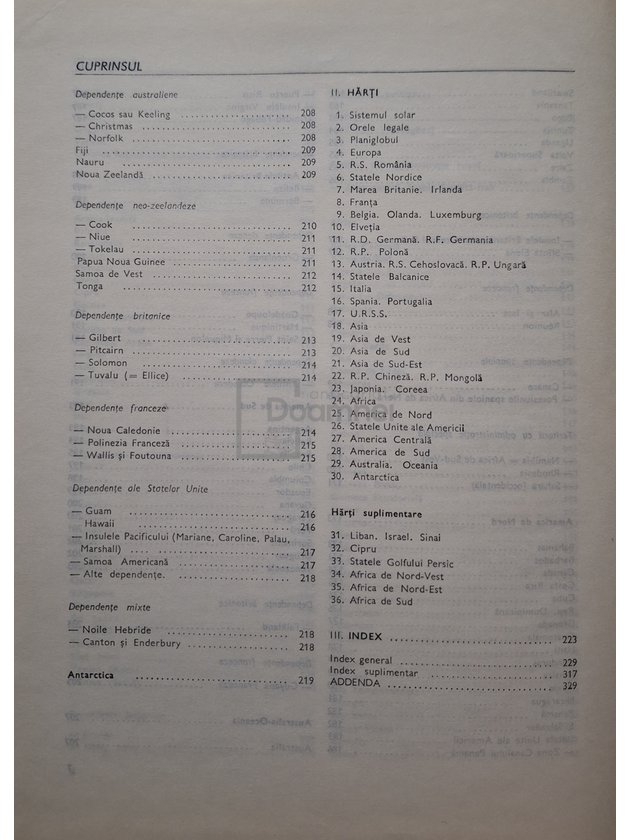 CUPRINSUL
Dependențe australiene
— Cocos sau Keeling ........ 208
— Christmas ........ 208
— Norfolk ........ 208
Fiji ........ 209
Nauru ........ 209
Noua Zeelandă ........ 209
Dependențe neo-zeelandeze
— Cook ........ 210
— Niue ........ 211
— Tokelau ........ 211
Papua Noua Guinee ........ 211
Samoa de Vest ........ 212
Tonga ........ 212
Dependențe britanice
— Gilbert ........ 213
— Pitcairn ........ 213
— Solomon ........ 214
— Tuvalu (= Ellice) ........ 214
Dependențe franceze
— Noua Caledonie ........ 214
— Polinezia Franceză ........ 215
— Wallis și Foutouna ........ 215
Dependențe ale Statelor Unite
— Guam ........ 216
Hawaii ........ 216
— Insulele Pacificului (Mariane, Caroline, Palau,
Marshall) ........ 217
— Samoa Americană ........ 217
— Alte dependențe. ........ 218
Dependențe mixte
— Noile Hebride ........ 218
— Canton și Enderbury ........ 218
Antarctica ........ 219
II. HĂRȚI
1. Sistemul solar
2. Orele legale
3. Planiglobul
4. Europa
5. R.S. România
6. Statele Nordice
7. Marea Britanie. Irlanda
8. Franța
9. Belgia. Olanda. Luxemburg
10. Elveția
11. R.D. Germană. R.F. Germania
12. R.P. Polonă
13. Austria. R.S. Cehoslovacă. R.P. Ungară
14. Statele Balcanice
15. Italia
16. Spania. Portugalia
17. U.R.S.S.
18. Asia
19. Asia de Vest
20. Asia de Sud
21. Asia de Sud-Est
22. R.P. Chineză. R.P. Mongolă
23. Japonia. Coreea
24. Africa
25. America de Nord
26. Statele Unite ale Americii
27. America Centrală
28. America de Sud
29. Australia. Oceania
30. Antarctica
Hărți suplimentare
31. Liban. Israel. Sinai
32. Cipru
33. Statele Golfului Persic
34. Africa de Nord-Vest
35. Africa de Nord-Est
36. Africa de Sud
III. INDEX ........ 223
Index general ........ 229
Index suplimentar ........ 317
ADDENDA ........ 329